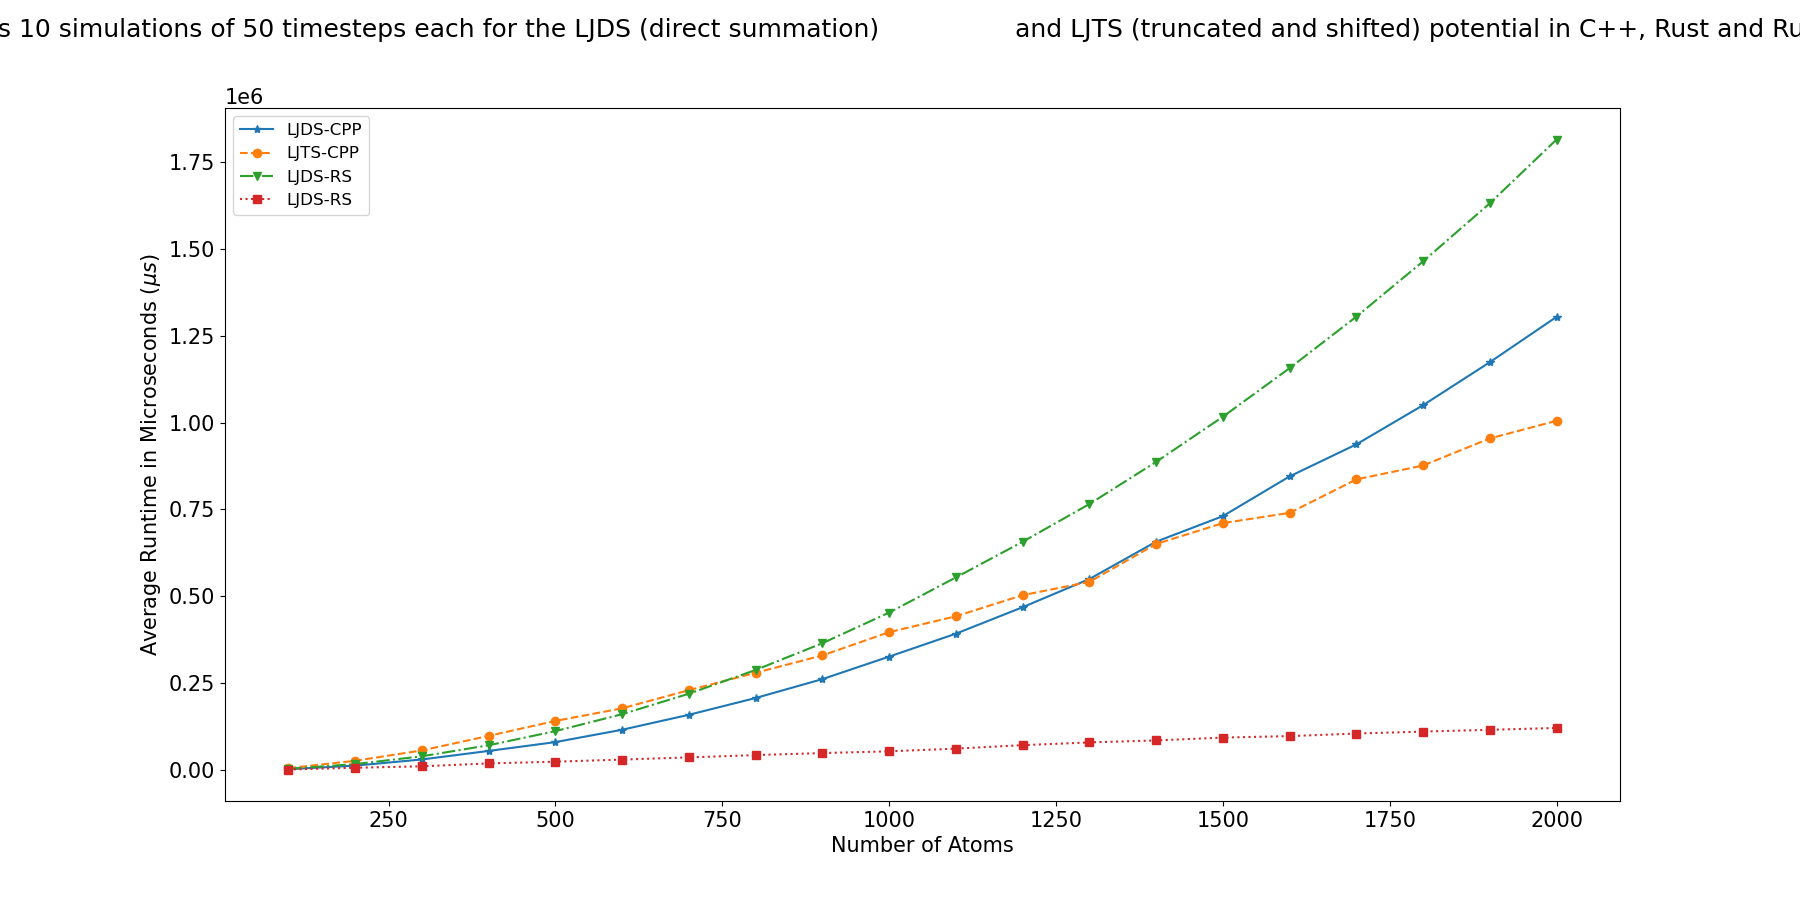 10 simulations of 50 timesteps each for the LJDS (direct summation) and LJTS (truncated and shifted) potential in C++, Rust and
1e6
LJDS-CPP
LJTS-CPP
LJDS-RS
LJDS-RS
1.75
1.50
1.25
1.00
0.75
0.50
0.25
0.00
Average Runtime in Microseconds (μs)
250 500 750 1000 1250 1500 1750 2000
Number of Atoms